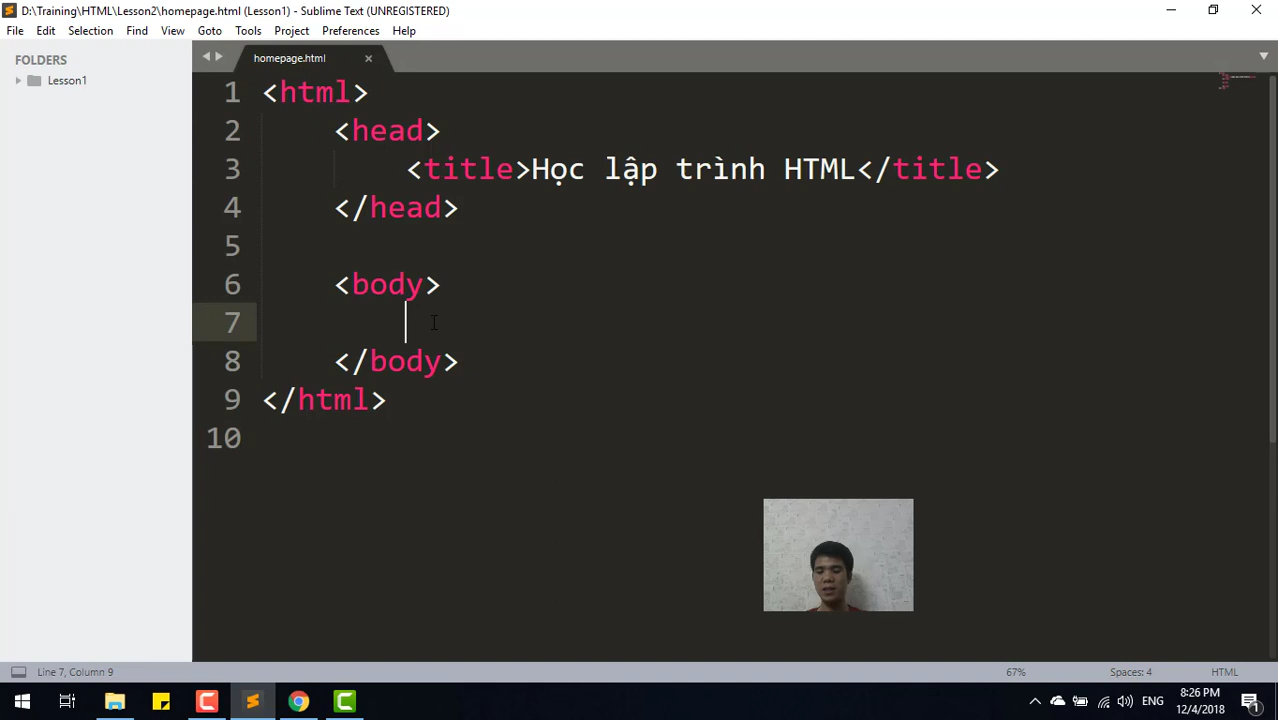 D:\Training\HTML\Lesson2\homepage.html (Lesson1) - Sublime Text (UNREGISTERED)
File Edit Selection Find View Goto Tools Project Preferences Help
FOLDERS
Lesson1
homepage.html
1 <html>
2 <head>
3 <title>Học lập trình HTML</title>
4 </head>
5
6 <body>
7
8 </body>
9 </html>
10
Line 7, Column 9
67%
Spaces: 4
HTML
ENG
8:26 PM
12/4/2018
1